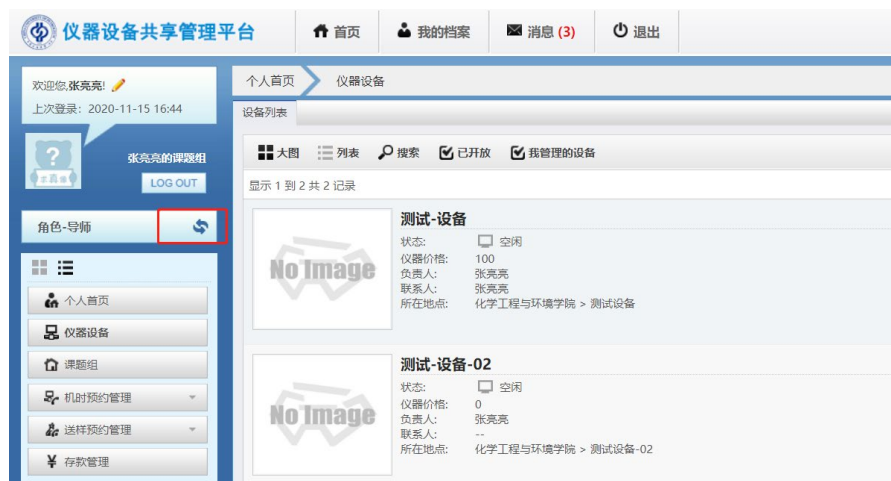 仪器设备共享管理平台
首页
我的档案
消息 (3)
退出
欢迎您,张亮亮!
上次登录: 2020-11-15 16:44
张亮亮的课题组
LOG OUT
角色-导师
个人首页
仪器设备
课题组
机时预约管理
送样预约管理
存款管理
个人首页
仪器设备
设备列表
大图
列表
搜索
已开放
我管理的设备
显示 1 到 2 共 2 记录
No Image
测试-设备
状态: 空闲
仪器价格: 100
负责人: 张亮亮
联系人: 张亮亮
所在地点: 化学工程与环境学院 > 测试设备
No Image
测试-设备-02
状态: 空闲
仪器价格: 0
负责人: 张亮亮
联系人: --
所在地点: 化学工程与环境学院 > 测试设备-02